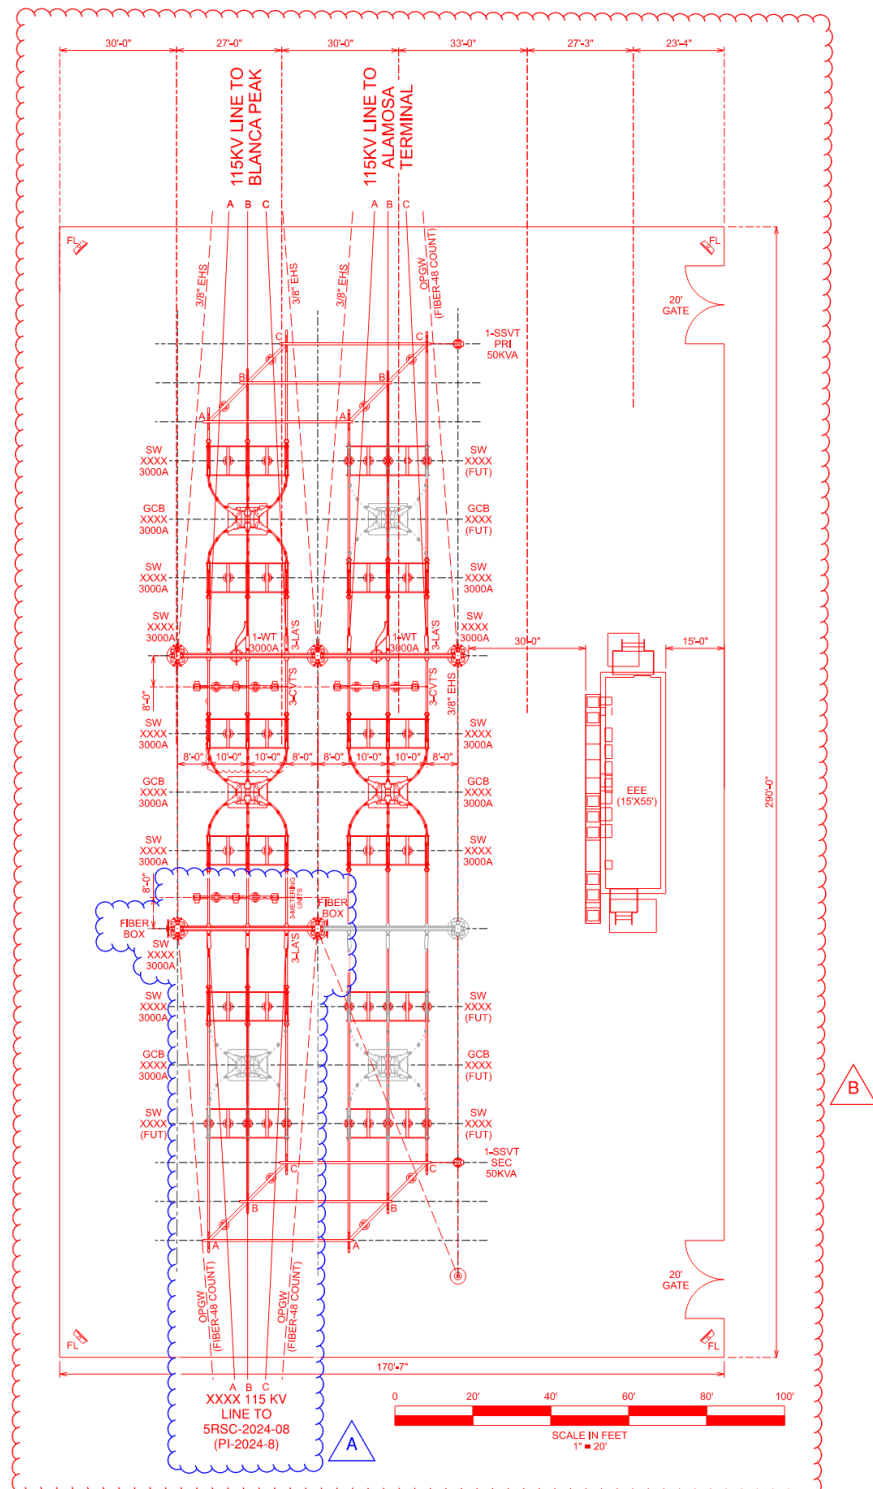 30'-0" 27'-0" 30'-0" 33'-0" 27'-3" 23'-4"
115KV LINE TO
BLANCA PEAK
115KV LINE TO
ALAMOSA
TERMINAL
A B C
A B C
FL
FL
3/8" EHS
3/8" EHS
3/8" EHS
OPGW
(FIBER-48 COUNT)
20'
GATE
1-SSVT
PRI
50KVA
C
C
B
B
A
A
SW
XXXX
3000A
SW
XXXX
(FUT)
GCB
XXXX
3000A
GCB
XXXX
(FUT)
SW
XXXX
3000A
SW
XXXX
3000A
SW
XXXX
3000A
1-WT
3000A
3-LA'S
1-WT
3000A
3-LA'S
30'-0"
15'-0"
8'-0"
3-CVT'S
3-CVT'S
3/8" EHS
SW
XXXX
3000A
SW
XXXX
3000A
8'-0" 10'-0" 10'-0" 8'-0" 8'-0" 10'-0" 10'-0" 8'-0"
GCB
XXXX
3000A
GCB
XXXX
3000A
EEE
(15'X55')
290'-0"
SW
XXXX
3000A
SW
XXXX
3000A
8'-0"
3-METERING
UNITS
FIBER
BOX
FIBER
BOX
SW
XXXX
3000A
3-LA'S
SW
XXXX
3000A
SW
XXXX
(FUT)
GCB
XXXX
3000A
GCB
XXXX
(FUT)
B
SW
XXXX
(FUT)
SW
XXXX
(FUT)
1-SSVT
SEC
50KVA
C
C
B
B
A
A
OPGW
(FIBER-48 COUNT)
OPGW
(FIBER-48 COUNT)
20'
GATE
FL
FL
170'-7"
A B C
XXXX 115 KV
LINE TO
5RSC-2024-08
(PI-2024-8)
A
0 20' 40' 60' 80' 100'
SCALE IN FEET
1" = 20'